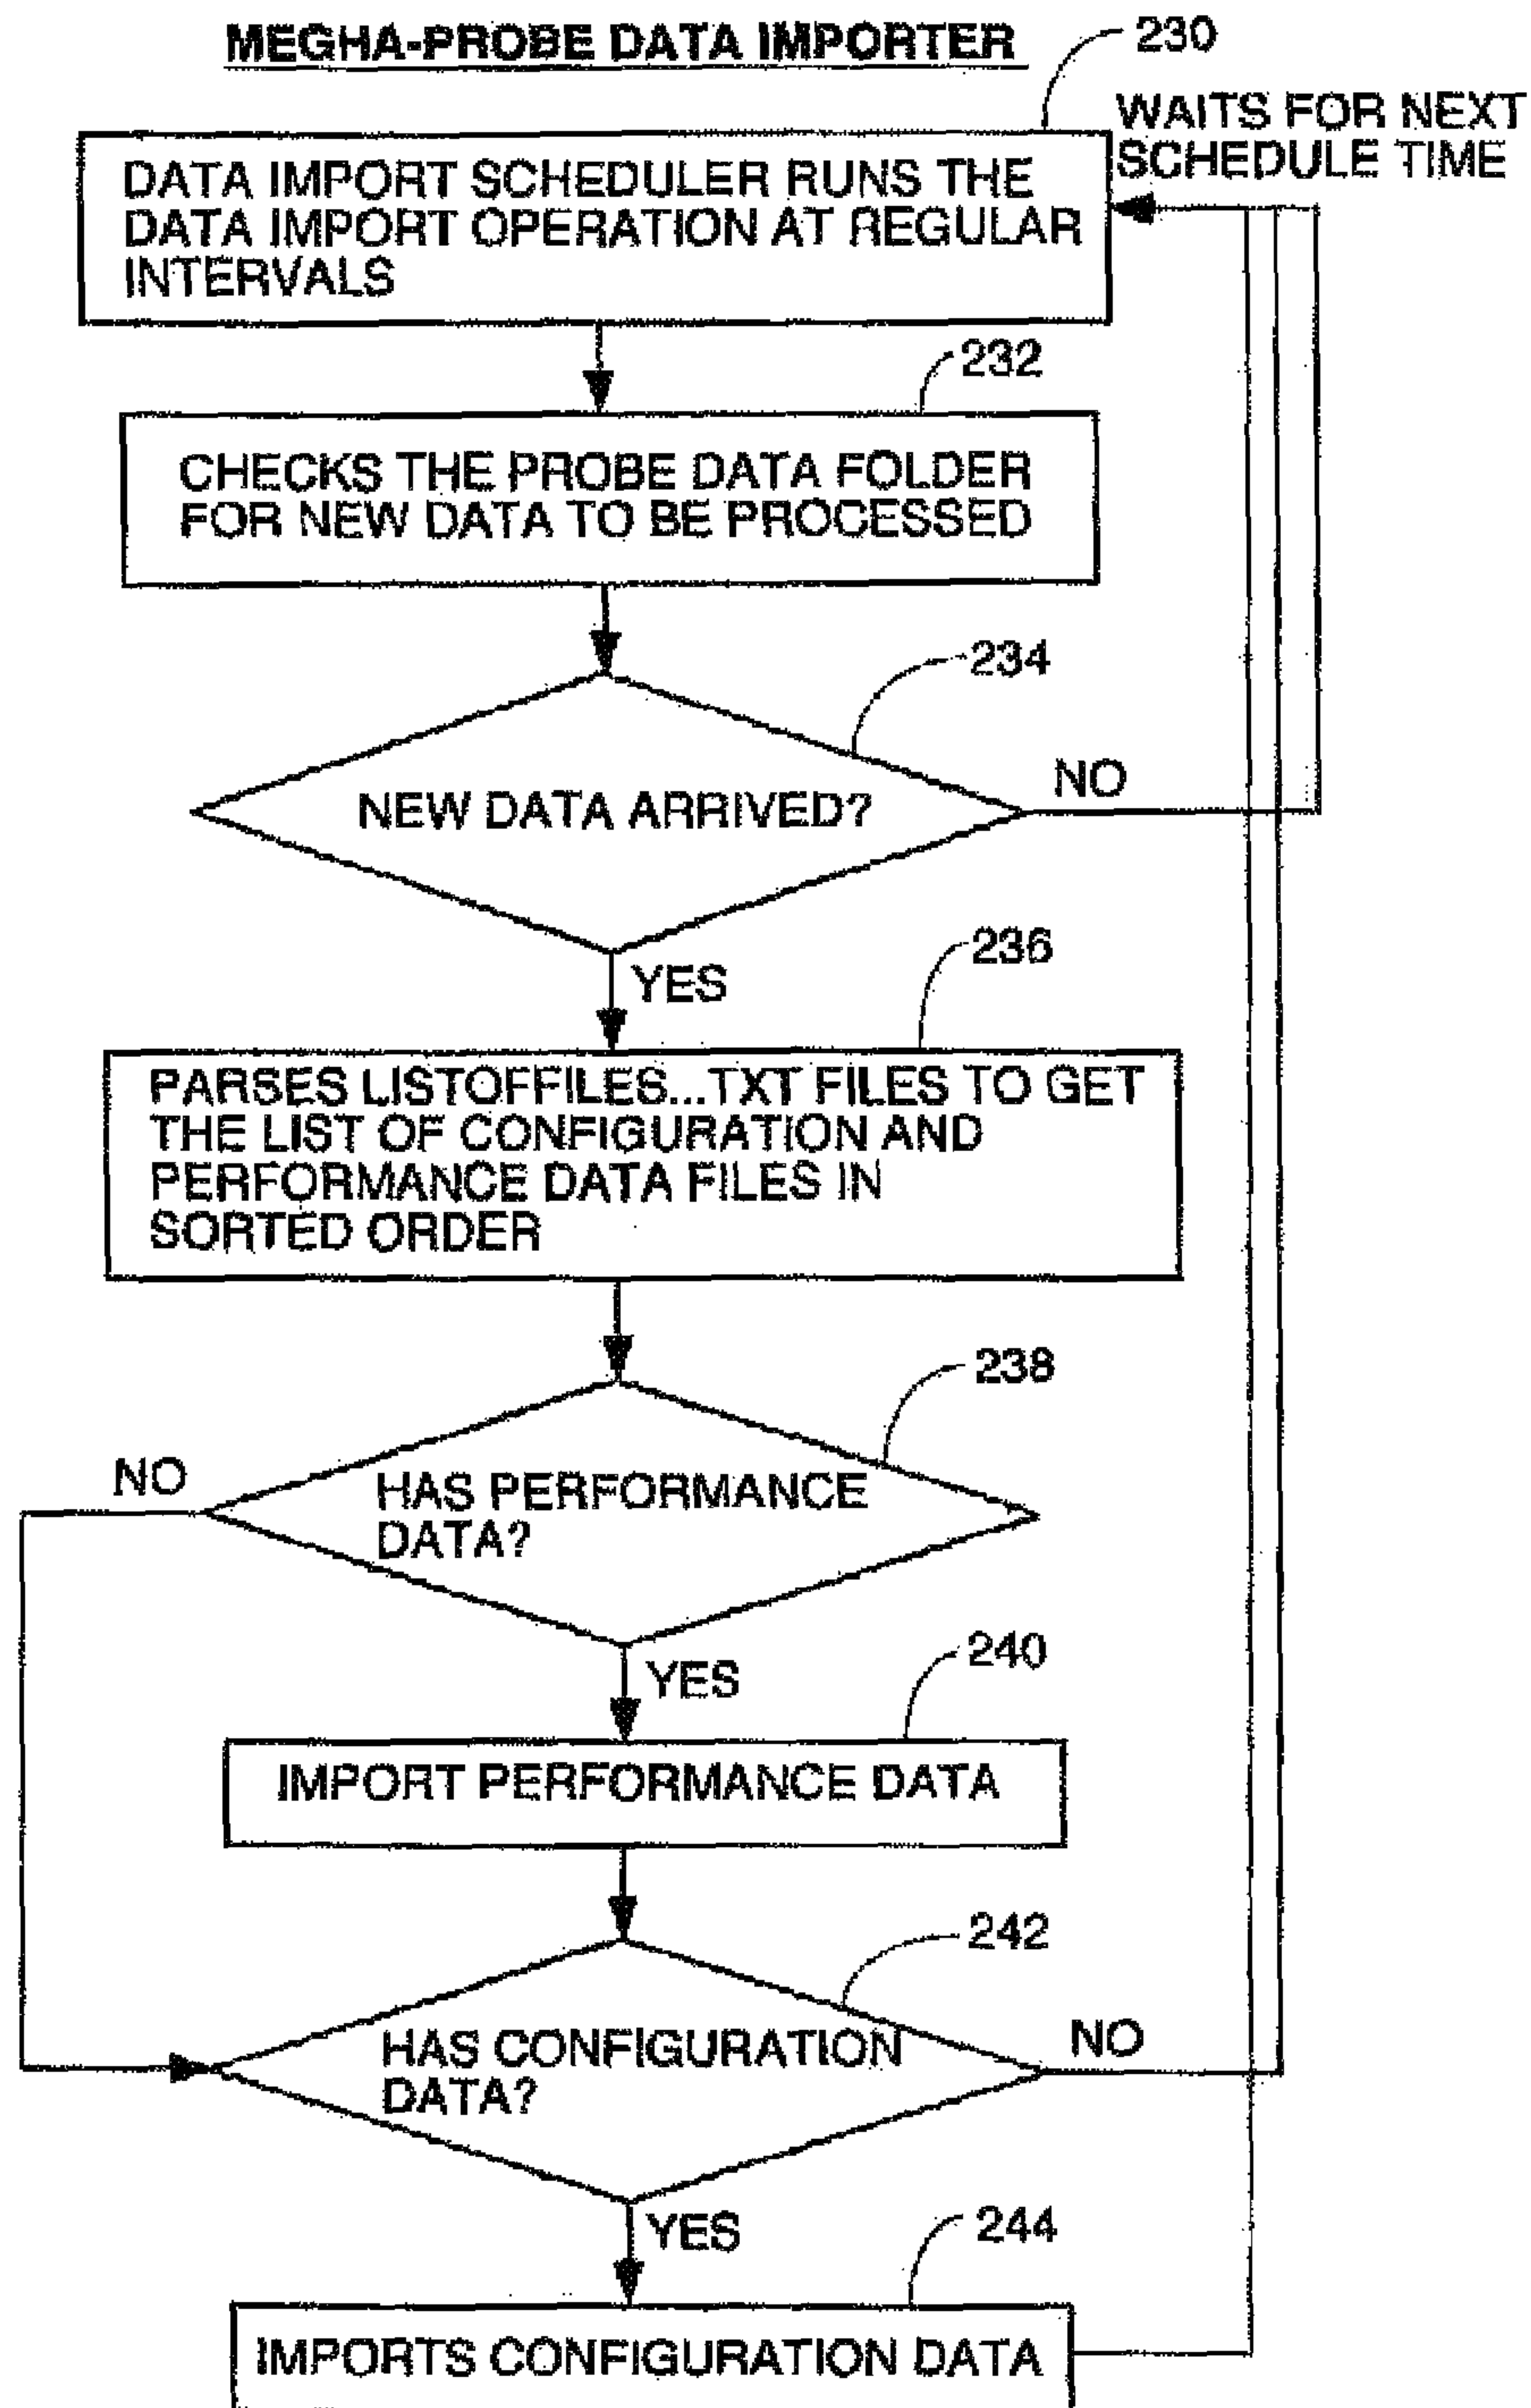 MEGHA-PROBE DATA IMPORTER
230
WAITS FOR NEXT
SCHEDULE TIME
DATA IMPORT SCHEDULER RUNS THE
DATA IMPORT OPERATION AT REGULAR
INTERVALS
232
CHECKS THE PROBE DATA FOLDER
FOR NEW DATA TO BE PROCESSED
234
NEW DATA ARRIVED?
NO
YES
236
PARSES LISTOFFILES...TXT FILES TO GET
THE LIST OF CONFIGURATION AND
PERFORMANCE DATA FILES IN
SORTED ORDER
238
NO
HAS PERFORMANCE
DATA?
YES
240
IMPORT PERFORMANCE DATA
242
HAS CONFIGURATION
DATA?
NO
YES
244
IMPORTS CONFIGURATION DATA